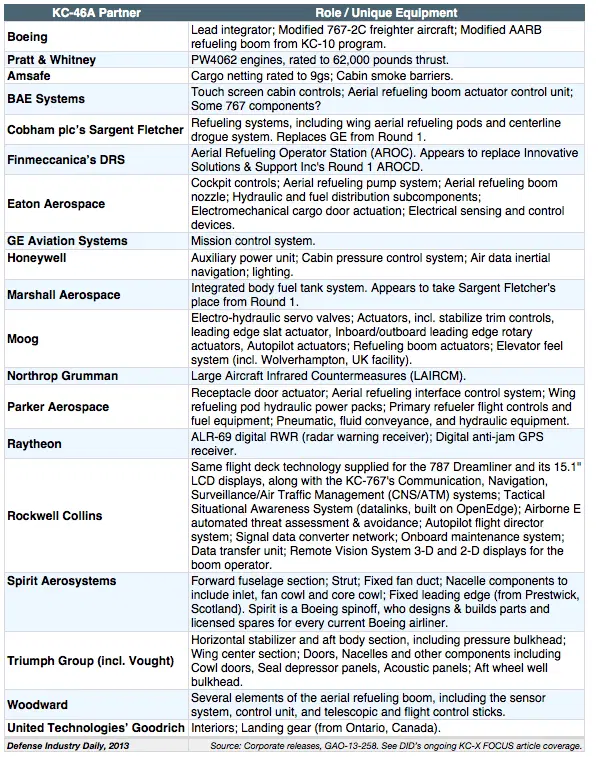 KC-46A Partner Role / Unique Equipment
Boeing Lead integrator; Modified 767-2C freighter aircraft; Modified AARB
refueling boom from KC-10 program.
Pratt & Whitney PW4062 engines, rated to 62,000 pounds thrust.
Amsafe Cargo netting rated to 9gs; Cabin smoke barriers.
BAE Systems Touch screen cabin controls; Aerial refueling boom actuator control unit;
Some 767 components?
Cobham plc's Sargent Fletcher Refueling systems, including wing aerial refueling pods and centerline
drogue system. Replaces GE from Round 1.
Finmeccanica's DRS Aerial Refueling Operator Station (AROC). Appears to replace Innovative
Solutions & Support Inc's Round 1 AROCD.
Eaton Aerospace Cockpit controls; Aerial refueling pump system; Aerial refueling boom
nozzle; Hydraulic and fuel distribution subcomponents;
Electromechanical cargo door actuation; Electrical sensing and control
devices.
GE Aviation Systems Mission control system.
Honeywell Auxiliary power unit; Cabin pressure control system; Air data inertial
navigation; lighting.
Marshall Aerospace Integrated body fuel tank system. Appears to take Sargent Fletcher's
place from Round 1.
Moog Electro-hydraulic servo valves; Actuators, incl. stabilize trim controls,
leading edge slat actuator, Inboard/outboard leading edge rotary
actuators, Autopilot actuators; Refueling boom actuators; Elevator feel
system (incl. Wolverhampton, UK facility).
Northrop Grumman Large Aircraft Infrared Countermeasures (LAIRCM).
Parker Aerospace Receptacle door actuator; Aerial refueling interface control system; Wing
refueling pod hydraulic power packs; Primary refueler flight controls and
fuel equipment; Pneumatic, fluid conveyance, and hydraulic equipment.
Raytheon ALR-69 digital RWR (radar warning receiver); Digital anti-jam GPS
receiver.
Rockwell Collins Same flight deck technology supplied for the 787 Dreamliner and its 15.1"
LCD displays, along with the KC-767's Communication, Navigation,
Surveillance/Air Traffic Management (CNS/ATM) systems; Tactical
Situational Awareness System (datalinks, built on OpenEdge); Airborne E
automated threat assessment & avoidance; Autopilot flight director
system; Signal data converter network; Onboard maintenance system;
Data transfer unit; Remote Vision System 3-D and 2-D displays for the
boom operator.
Spirit Aerosystems Forward fuselage section; Strut; Fixed fan duct; Nacelle components to
include inlet, fan cowl and core cowl; Fixed leading edge (from Prestwick,
Scotland). Spirit is a Boeing spinoff, who designs & builds parts and
licensed spares for every current Boeing airliner.
Triumph Group (incl. Vought) Horizontal stabilizer and aft body section, including pressure bulkhead;
Wing center section; Doors, Nacelles and other components including
Cowl doors, Seal depressor panels, Acoustic panels; Aft wheel well
bulkhead.
Woodward Several elements of the aerial refueling boom, including the sensor
system, control unit, and telescopic and flight control sticks.
United Technologies' Goodrich Interiors; Landing gear (from Ontario, Canada).
Defense Industry Daily, 2013 Source: Corporate releases, GAO-13-258. See DID's ongoing KC-X FOCUS article coverage.